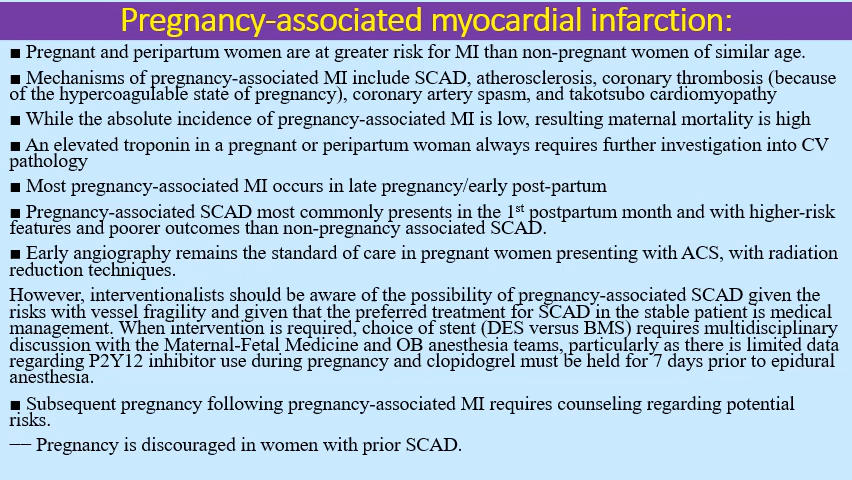 Pregnancy-associated myocardial infarction:
■ Pregnant and peripartum women are at greater risk for MI than non-pregnant women of similar age.
■ Mechanisms of pregnancy-associated MI include SCAD, atherosclerosis, coronary thrombosis (because
of the hypercoagulable state of pregnancy), coronary artery spasm, and takotsubo cardiomyopathy
■ While the absolute incidence of pregnancy-associated MI is low, resulting maternal mortality is high
■ An elevated troponin in a pregnant or peripartum woman always requires further investigation into CV
pathology
■ Most pregnancy-associated MI occurs in late pregnancy/early post-partum
■ Pregnancy-associated SCAD most commonly presents in the 1st postpartum month and with higher-risk
features and poorer outcomes than non-pregnancy associated SCAD.
■ Early angiography remains the standard of care in pregnant women presenting with ACS, with radiation
reduction techniques.
However, interventionalists should be aware of the possibility of pregnancy-associated SCAD given the
risks with vessel fragility and given that the preferred treatment for SCAD in the stable patient is medical
management. When intervention is required, choice of stent (DES versus BMS) requires multidisciplinary
discussion with the Maternal-Fetal Medicine and OB anesthesia teams, particularly as there is limited data
regarding P2Y12 inhibitor use during pregnancy and clopidogrel must be held for 7 days prior to epidural
anesthesia.
■ Subsequent pregnancy following pregnancy-associated MI requires counseling regarding potential
risks.
── Pregnancy is discouraged in women with prior SCAD.